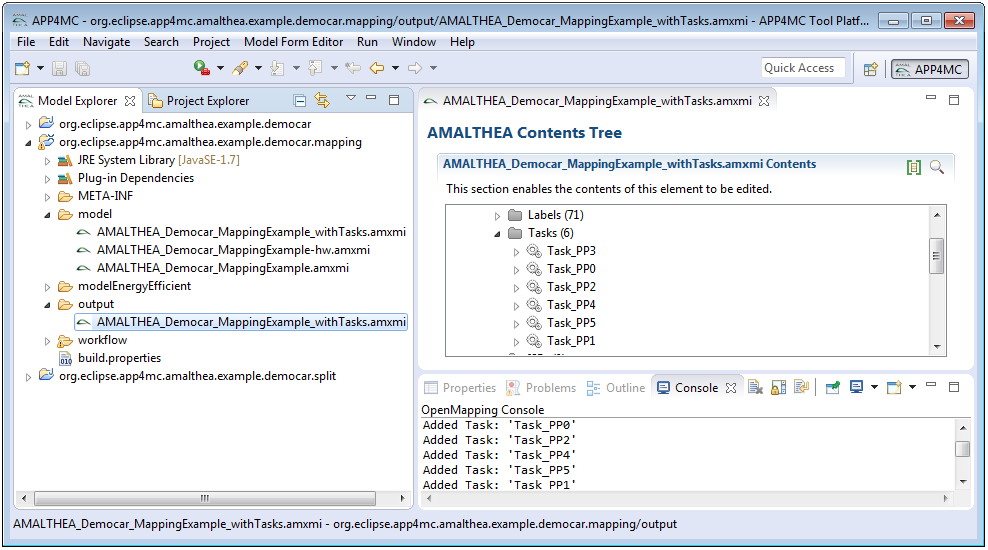 APP4MC - org.eclipse.app4mc.amalthea.example.democar.mapping/output/AMALTHEA_Democar_MappingExample_withTasks.amxmi - APP4MC Tool Platf...
File Edit Navigate Search Project Model Form Editor Run Window Help
Quick Access
APP4MC
Model Explorer
Project Explorer
org.eclipse.app4mc.amalthea.example.democar
org.eclipse.app4mc.amalthea.example.democar.mapping
JRE System Library [JavaSE-1.7]
Plug-in Dependencies
META-INF
model
AMALTHEA_Democar_MappingExample_withTasks.amxmi
AMALTHEA_Democar_MappingExample-hw.amxmi
AMALTHEA_Democar_MappingExample.amxmi
modelEnergyEfficient
output
AMALTHEA_Democar_MappingExample_withTasks.amxmi
workflow
build.properties
org.eclipse.app4mc.amalthea.example.democar.split
AMALTHEA_Democar_MappingExample_withTasks.amxmi
AMALTHEA Contents Tree
AMALTHEA_Democar_MappingExample_withTasks.amxmi Contents
This section enables the contents of this element to be edited.
Labels (71)
Tasks (6)
Task_PP3
Task_PP0
Task_PP2
Task_PP4
Task_PP5
Task_PP1
Properties Problems Outline Console
OpenMapping Console
Added Task: 'Task_PP0'
Added Task: 'Task_PP2'
Added Task: 'Task_PP4'
Added Task: 'Task_PP5'
Added Task: 'Task_PP1'
AMALTHEA_Democar_MappingExample_withTasks.amxmi - org.eclipse.app4mc.amalthea.example.democar.mapping/output